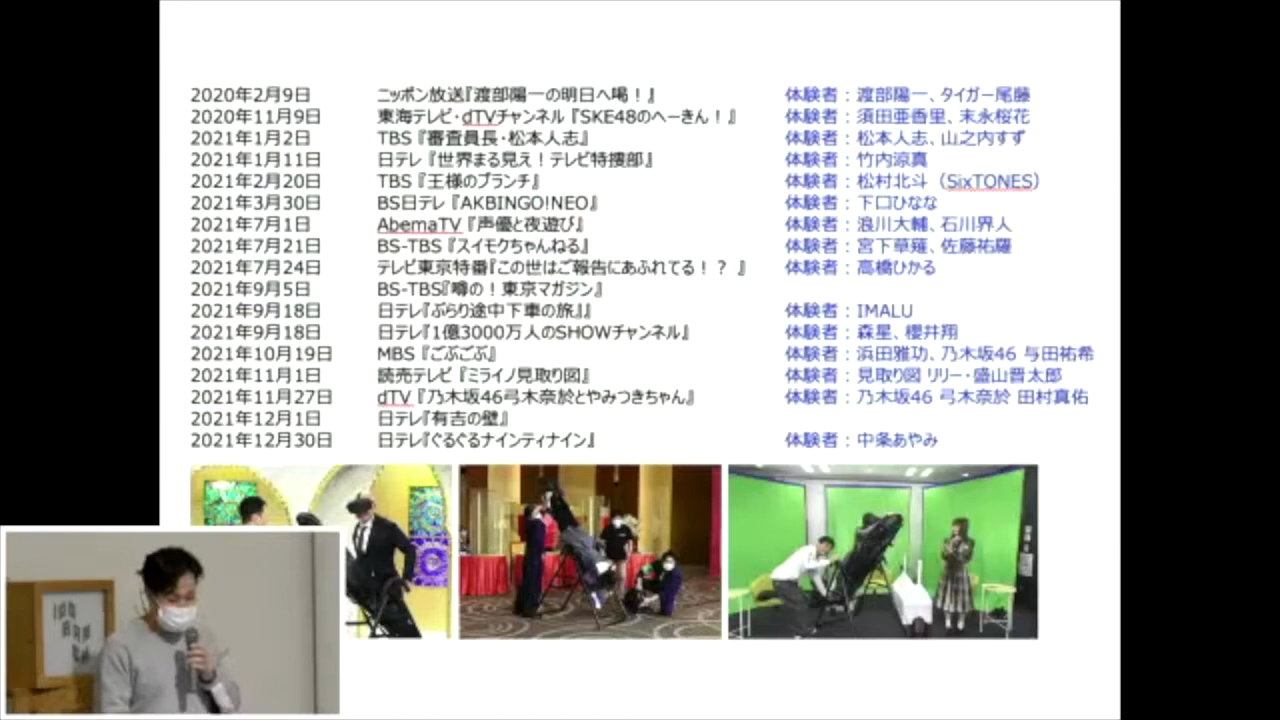 2020年2月9日 ニッポン放送『渡部陽一の明日へ喝！』 体験者：渡部陽一、タイガー尾藤
2020年11月9日 東海テレビ・dTVチャンネル 『SKE48のへーきん！』 体験者：須田亜香里、末永桜花
2021年1月2日 TBS 『審査員長・松本人志』 体験者：松本人志、山之内すず
2021年1月11日 日テレ 『世界まる見え！テレビ特捜部』 体験者：竹内涼真
2021年2月20日 TBS 『王様のブランチ』 体験者：松村北斗（SixTONES）
2021年3月30日 BS日テレ 『AKBINGO!NEO』 体験者：下口ひなな
2021年7月1日 AbemaTV 『声優と夜遊び』 体験者：浪川大輔、石川界人
2021年7月21日 BS-TBS 『スイモクちゃんねる』 体験者：宮下草薙、佐藤祐羅
2021年7月24日 テレビ東京特番『この世はご報告にあふれてる！？ 』 体験者：高橋ひかる
2021年9月5日 BS-TBS『噂の！東京マガジン』
2021年9月18日 日テレ『ぶらり途中下車の旅』』 体験者：IMALU
2021年9月18日 日テレ『1億3000万人のSHOWチャンネル』 体験者：森星、櫻井翔
2021年10月19日 MBS 『ごぶごぶ』 体験者：浜田雅功、乃木坂46 与田祐希
2021年11月1日 読売テレビ 『ミライノ見取り図』 体験者：見取り図 リリー・盛山晋太郎
2021年11月27日 dTV 『乃木坂46弓木奈於とやみつきちゃん』 体験者：乃木坂46 弓木奈於 田村真佑
2021年12月1日 日テレ『有吉の壁』
2021年12月30日 日テレ『ぐるぐるナインティナイン』 体験者：中条あやみ